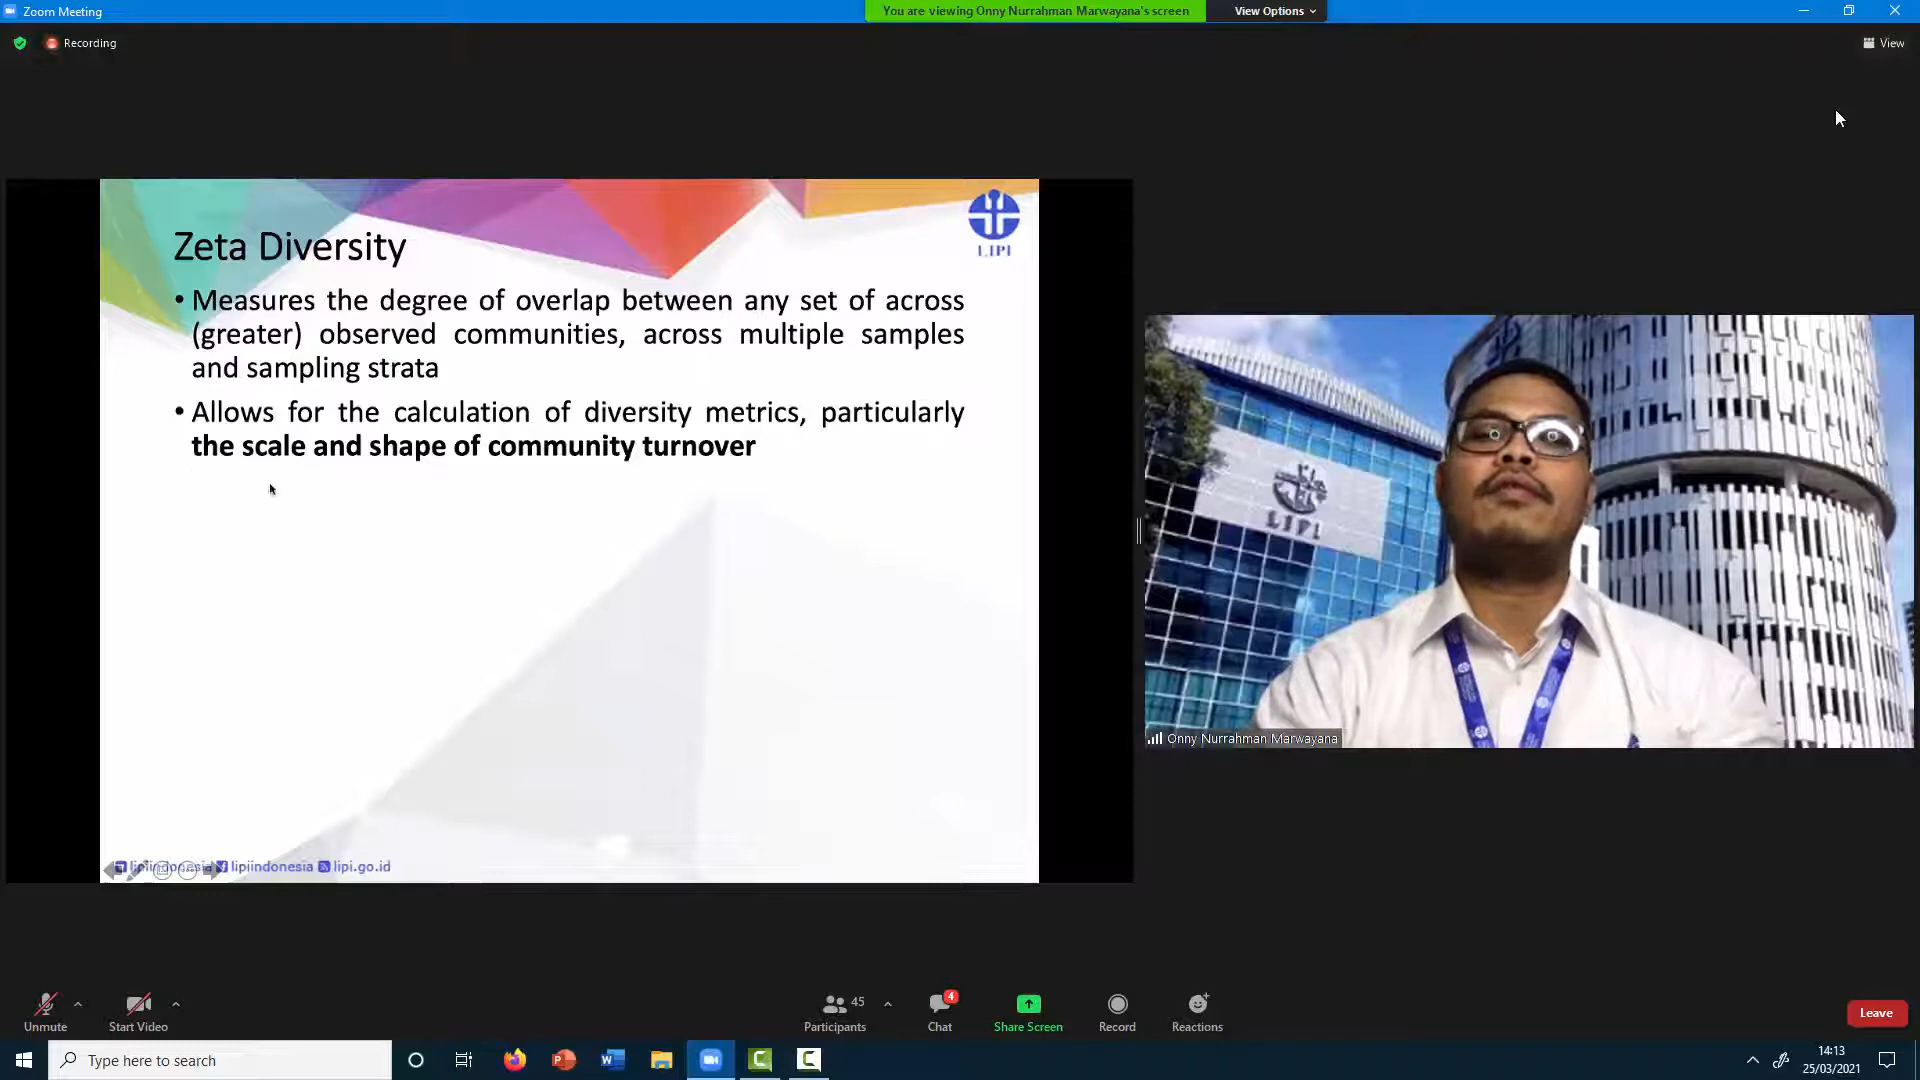 Zoom Meeting
You are viewing Onny Nurrahman Marwayana's screen
View Options
Recording
View
LIPI
Zeta Diversity
• Measures the degree of overlap between any set of across
(greater) observed communities, across multiple samples
and sampling strata
• Allows for the calculation of diversity metrics, particularly
the scale and shape of community turnover
lipiindonesia lipiindonesia lipi.go.id
LIPI
Onny Nurrahman Marwayana
Unmute
Start Video
45
Participants
4
Chat
Share Screen
Record
Reactions
Leave
Type here to search
14:13
25/03/2021